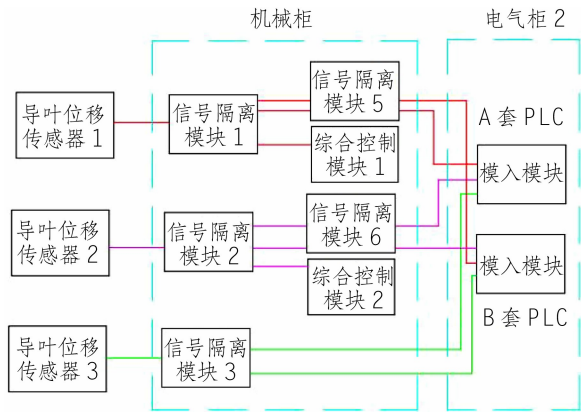 机械柜
电气柜 2
导叶位移
传感器 1
信号隔离
模块 1
信号隔离
模块 5
综合控制
模块 1
A 套 PLC
模入模块
导叶位移
传感器 2
信号隔离
模块 2
信号隔离
模块 6
综合控制
模块 2
模入模块
B 套 PLC
导叶位移
传感器 3
信号隔离
模块 3